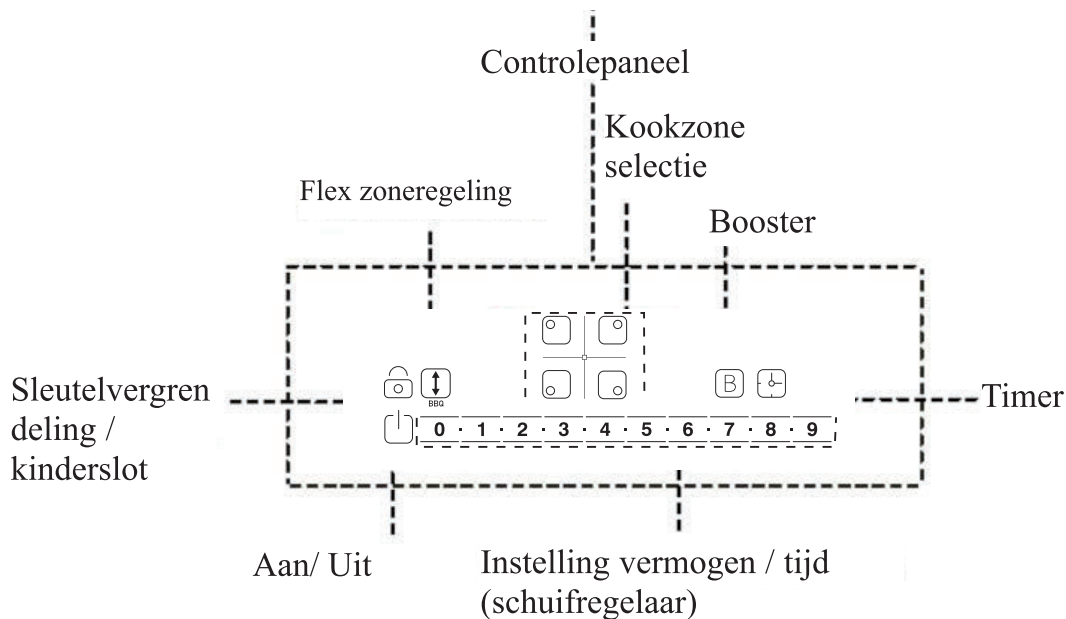 Controlepaneel
Kookzone
selectie
Flex zoneregeling
Booster
Sleutelvergren
deling /
kinderslot
BBQ
B
Timer
0 · 1 · 2 · 3 · 4 · 5 · 6 · 7 · 8 · 9
Aan/ Uit
Instelling vermogen / tijd
(schuifregelaar)